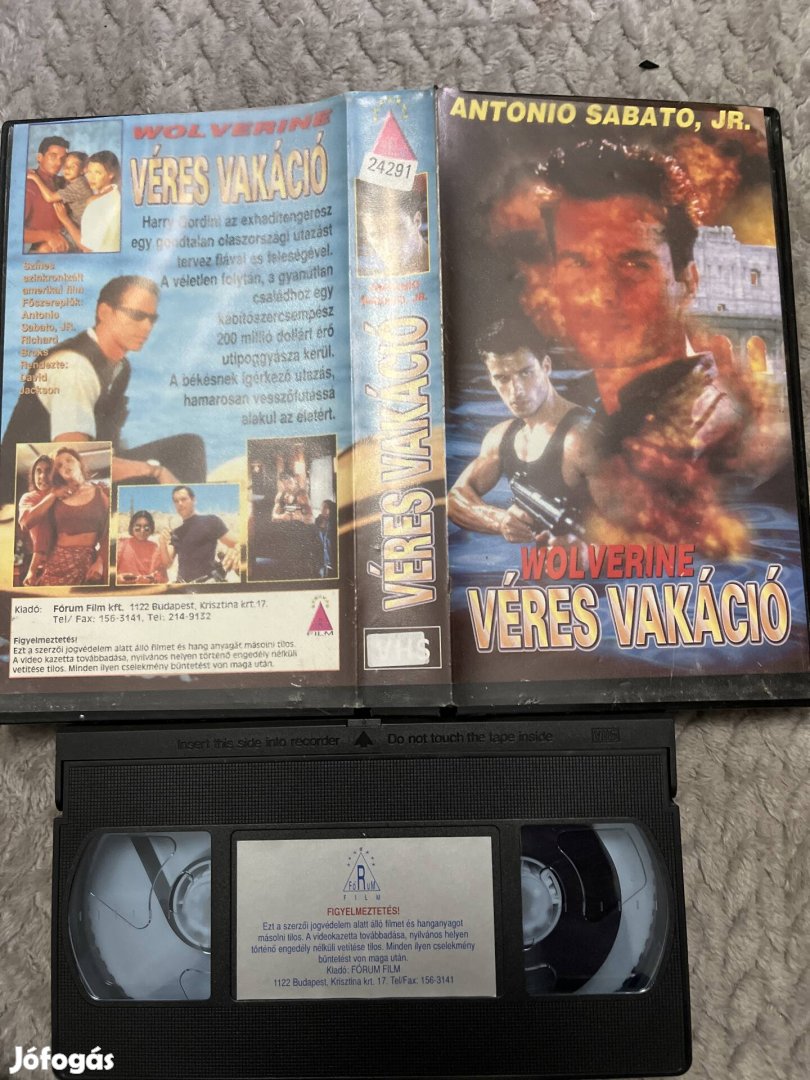 WOLVERINE
VÉRES VAKÁCIÓ
Harry Gordini az exhaditengerész
egy gondtalan olaszországi utazást
tervez fiával és feleségével.
A véletlen folytán, a gyanútlan
családhoz egy
kábítószercsempész
200 millió dollárt érő
útipoggyásza kerül.
A békésnek ígérkező utazás,
hamarosan vesszőfutássá
alakul az életért.
Színes
szinkronizált
amerikai film
Főszereplők:
Antonio
Sabato, JR.
Richard
Braks
Rendezte:
David
Jackson
Kiadó: Fórum Film kft. 1122 Budapest, Krisztina krt.17.
Tel/ Fax: 156-3141, Tel: 214-9132
FILM
Figyelmeztetés!
Ezt a szerzői jogvédelem alatt álló filmet és hang anyagát másolni tilos.
A video kazetta továbbadása, nyilvános helyen történő engedély nélküli
vetítése tilos. Minden ilyen cselekmény büntetést von maga után.
24291
VÉRES VAKÁCIÓ
VHS
ANTONIO SABATO, JR.
WOLVERINE
VÉRES VAKÁCIÓ
Insert this side into recorder Do not touch the tape inside VHS
FóRuM
FILM
FIGYELMEZTETÉS!
Ezt a szerzői jogvédelem alatt álló filmet és hanganyagot
másolni tilos. A videokazetta továbbadása, nyilvános helyen
történő engedély nélküli vetítése tilos. Minden ilyen cselekmény
büntetést von maga után.
Kiadó: FÓRUM FILM
1122 Budapest, Krisztina krt. 17. Tel/Fax: 156-3141
Jófogás